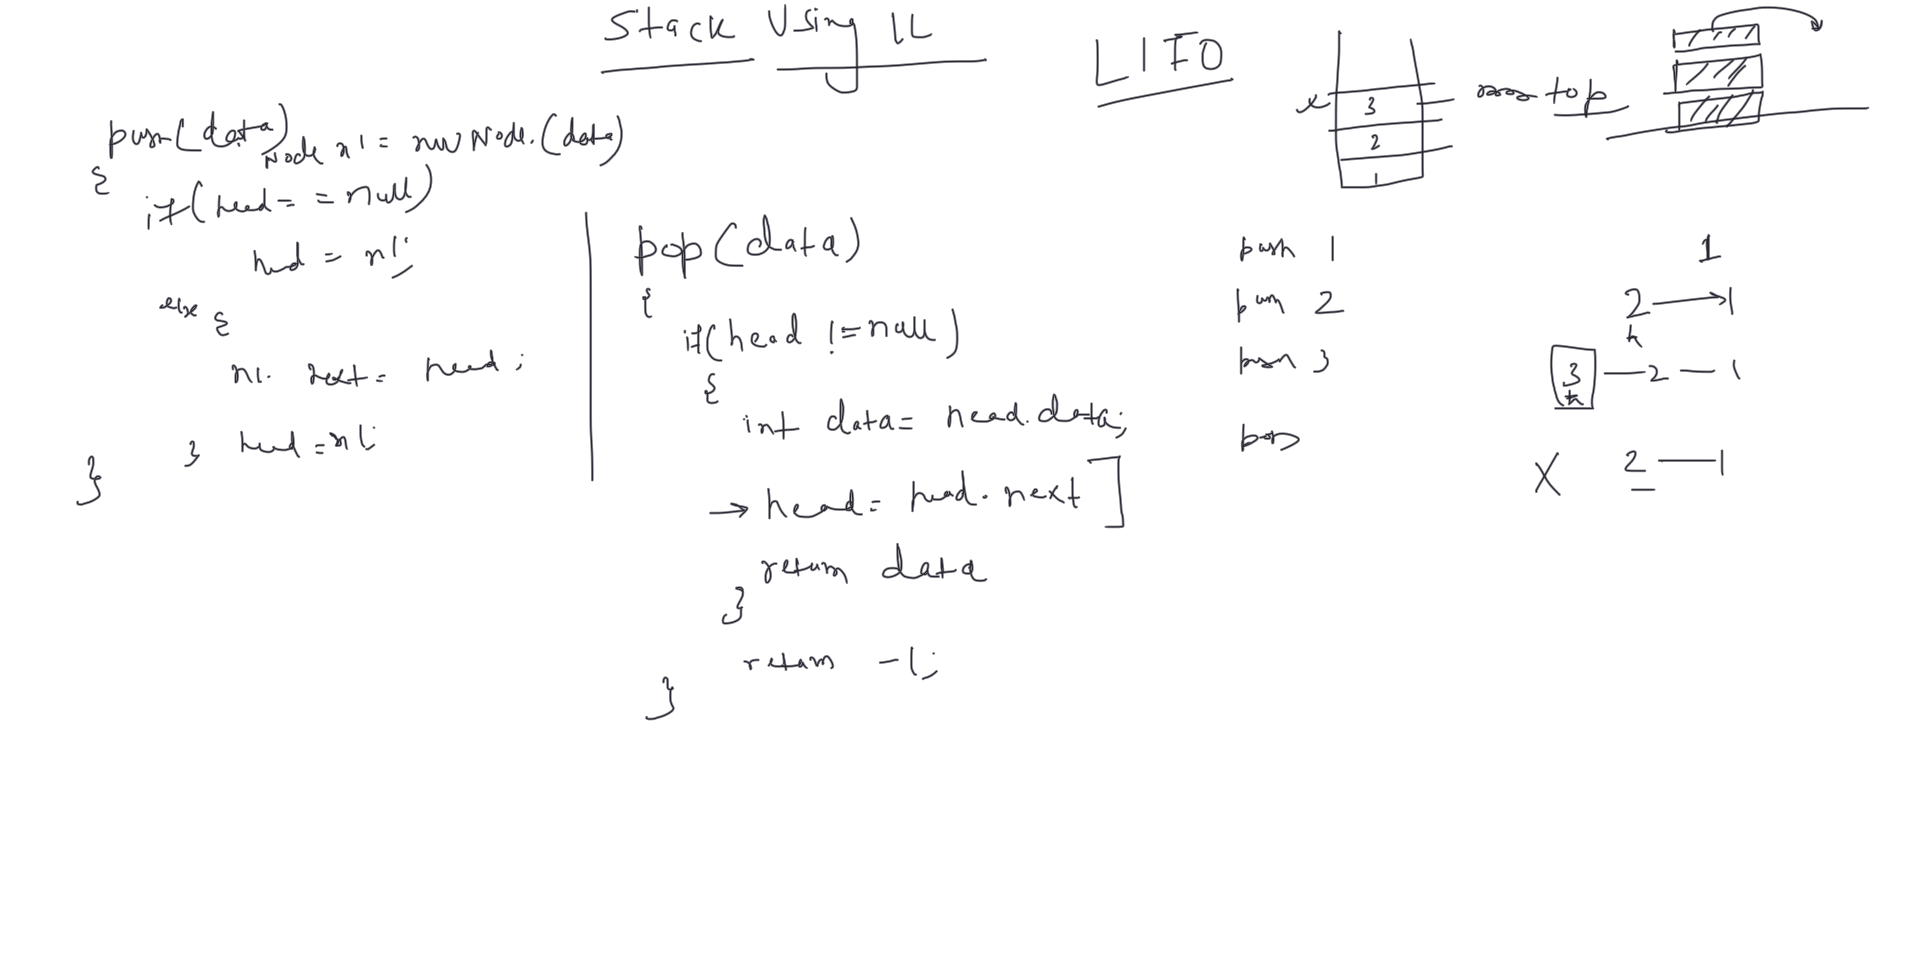 Stack Using LL
LIFO
push(data)
Node n1 = new Node.(data)
{
if(head == null)
head = n1;
else {
n1. next = head;
} head = n1;
}
pop(data)
{
if(head != null)
{
int data = head.data;
→ head = head.next ]
return data
}
return -1;
}
3
2
1
top
push 1
push 2
push 3
pop
1
2 → 1
h
3 — 2 — 1
h
X 2 — 1